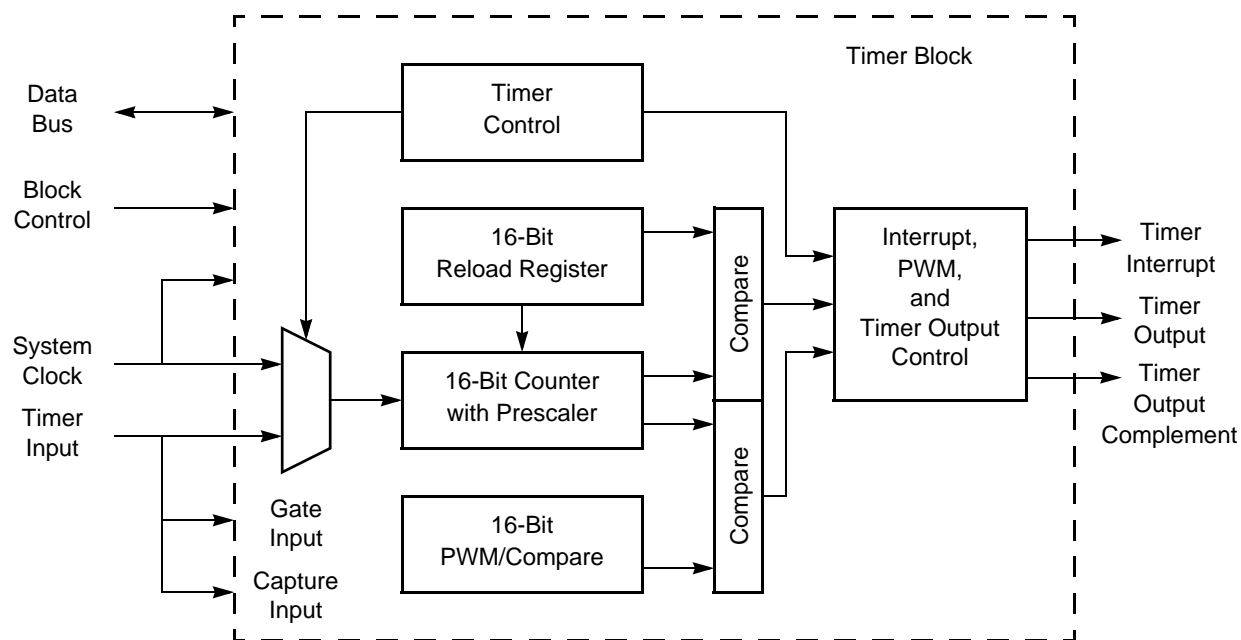 Timer Block
Data
Bus
Timer
Control
Block
Control
16-Bit
Reload Register
Compare
Interrupt,
PWM,
and
Timer Output
Control
Timer
Interrupt
Timer
Output
Timer
Output
Complement
System
Clock
Timer
Input
16-Bit Counter
with Prescaler
Compare
Gate
Input
16-Bit
PWM/Compare
Capture
Input